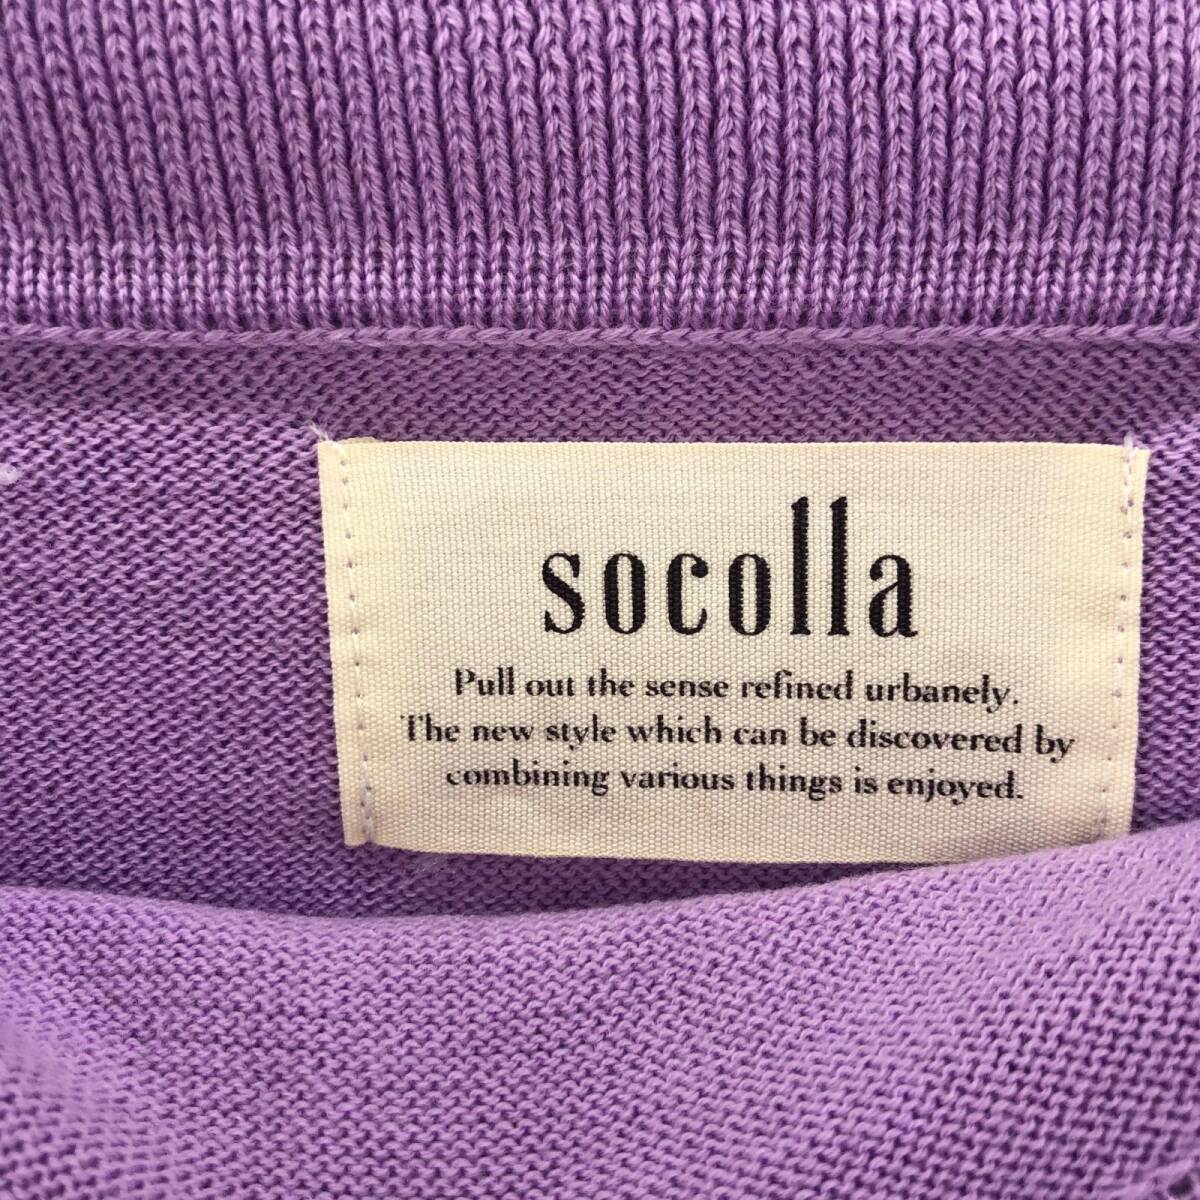 socolla
Pull out the sense refined urbanely.
The new style which can be discovered by
combining various things is enjoyed.